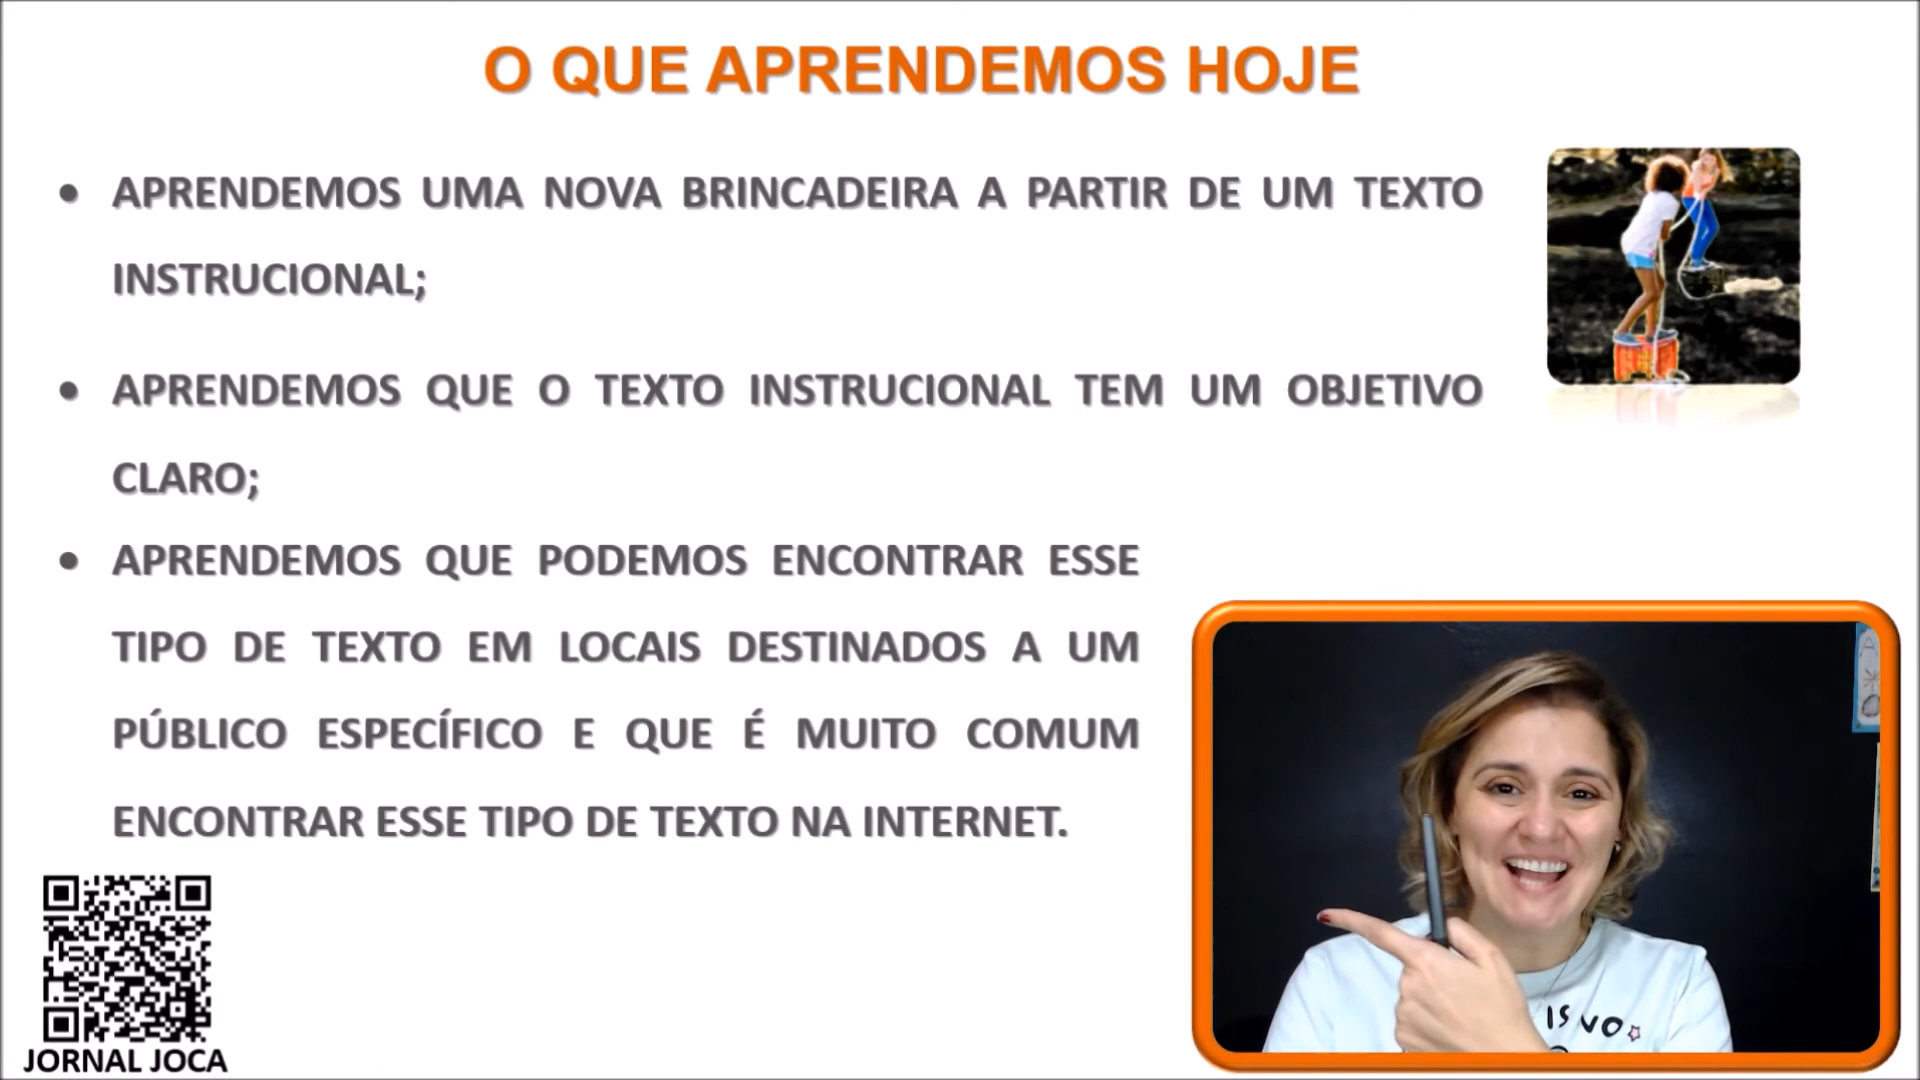 O QUE APRENDEMOS HOJE
• APRENDEMOS UMA NOVA BRINCADEIRA A PARTIR DE UM TEXTO
INSTRUCIONAL;
• APRENDEMOS QUE O TEXTO INSTRUCIONAL TEM UM OBJETIVO
CLARO;
• APRENDEMOS QUE PODEMOS ENCONTRAR ESSE
TIPO DE TEXTO EM LOCAIS DESTINADOS A UM
PÚBLICO ESPECÍFICO E QUE É MUITO COMUM
ENCONTRAR ESSE TIPO DE TEXTO NA INTERNET.
JORNAL JOCA
IS NO